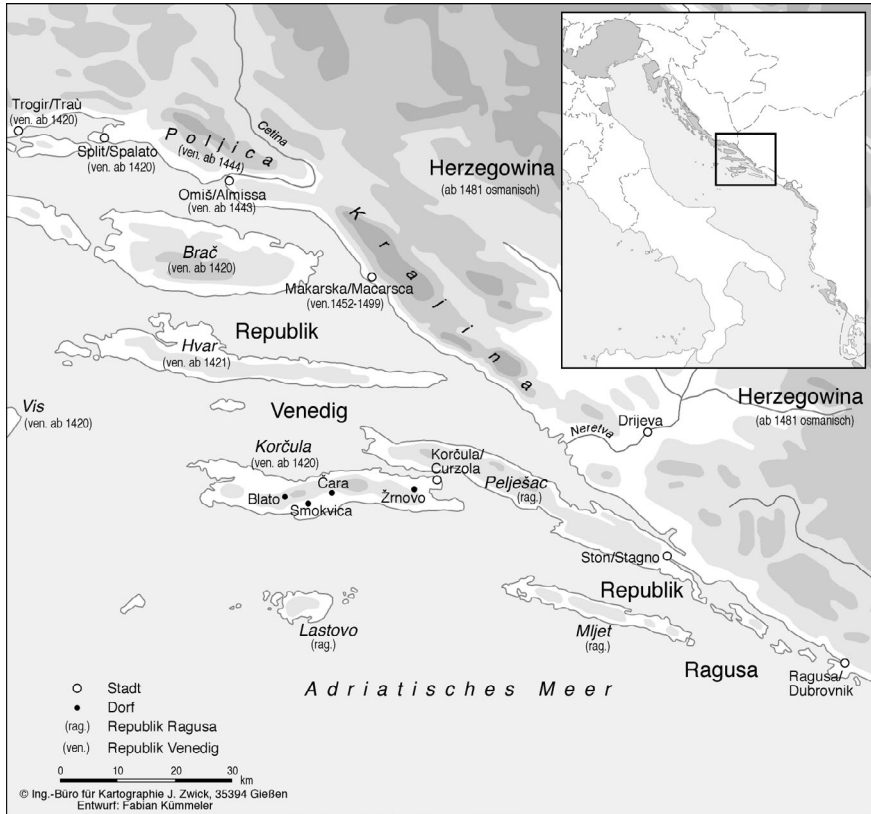 Trogir/Traù
(ven. ab 1420)
Split/Spalato
(ven. ab 1420)
Poljica
(ven. ab 1444)
Cetina
Omiš/Almissa
(ven. ab 1443)
Herzegowina
(ab 1481 osmanisch)
Krajina
Brač
(ven. ab 1420)
Makarska/Macarsca
(ven.1452-1499)
Republik
Hvar
(ven. ab 1421)
Venedig
Vis
(ven. ab 1420)
Herzegowina
(ab 1481 osmanisch)
Drijeva
Neretva
Korčula
(ven. ab 1420)
Korčula/
Curzola
Čara
Blato
Smokvica
Žrnovo
Pelješac
(rag.)
Ston/Stagno
Republik
Lastovo
(rag.)
Mljet
(rag.)
Ragusa
Ragusa/
Dubrovnik
Adriatisches Meer
Stadt
Dorf
(rag.) Republik Ragusa
(ven.) Republik Venedig
0 10 20 30
km
© Ing.-Büro für Kartographie J. Zwick, 35394 Gießen
Entwurf: Fabian Kümmeler